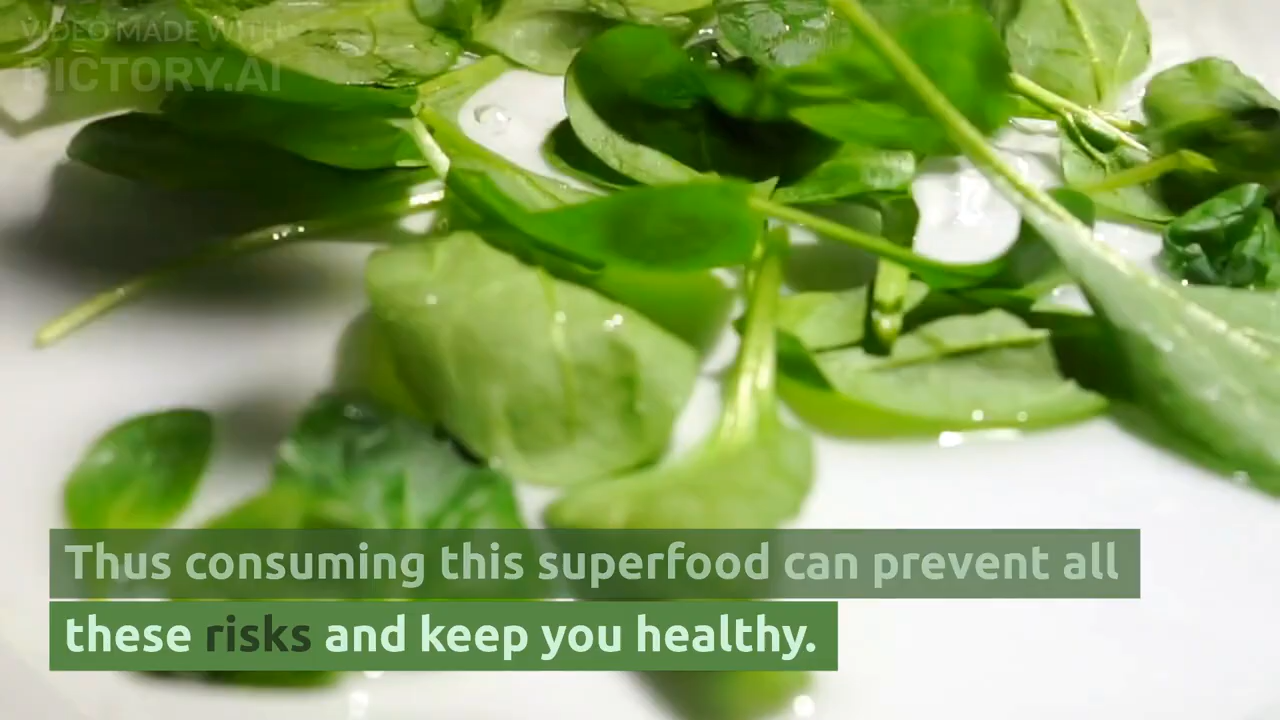 VIDEO MADE WITH
PICTORY.AI
Thus consuming this superfood can prevent all
these risks and keep you healthy.